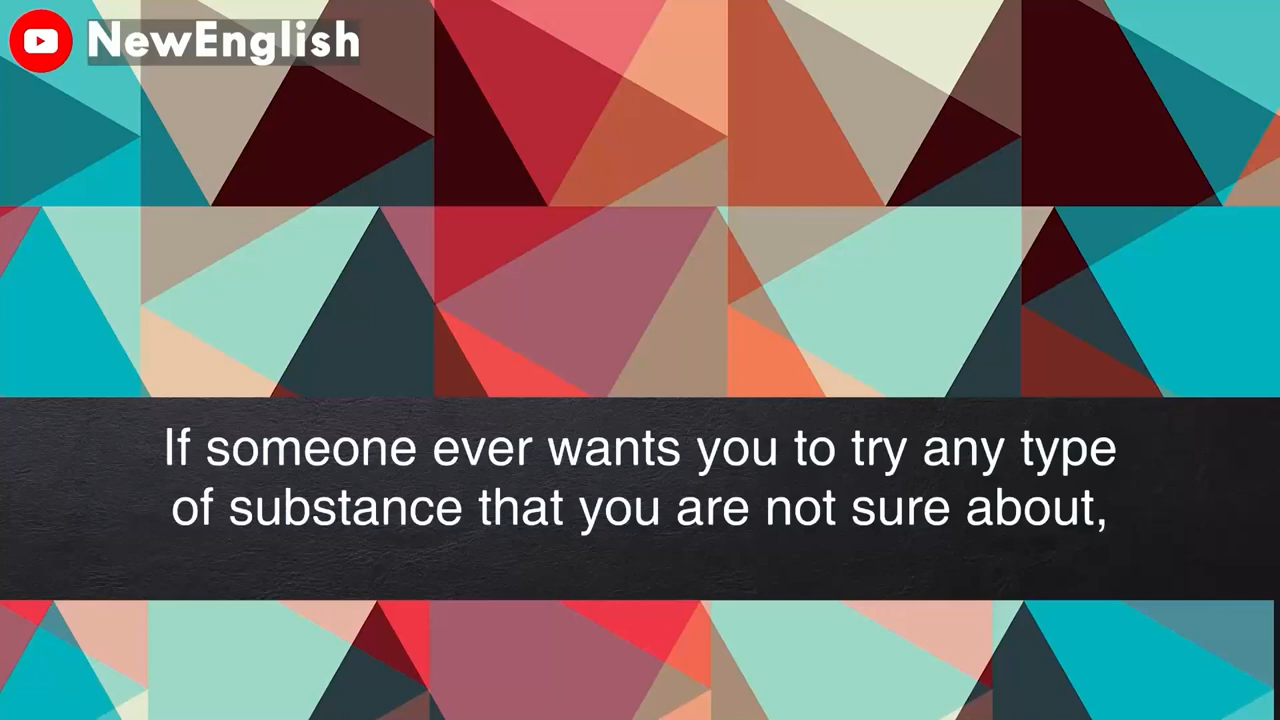 NewEnglish
If someone ever wants you to try any type
of substance that you are not sure about,